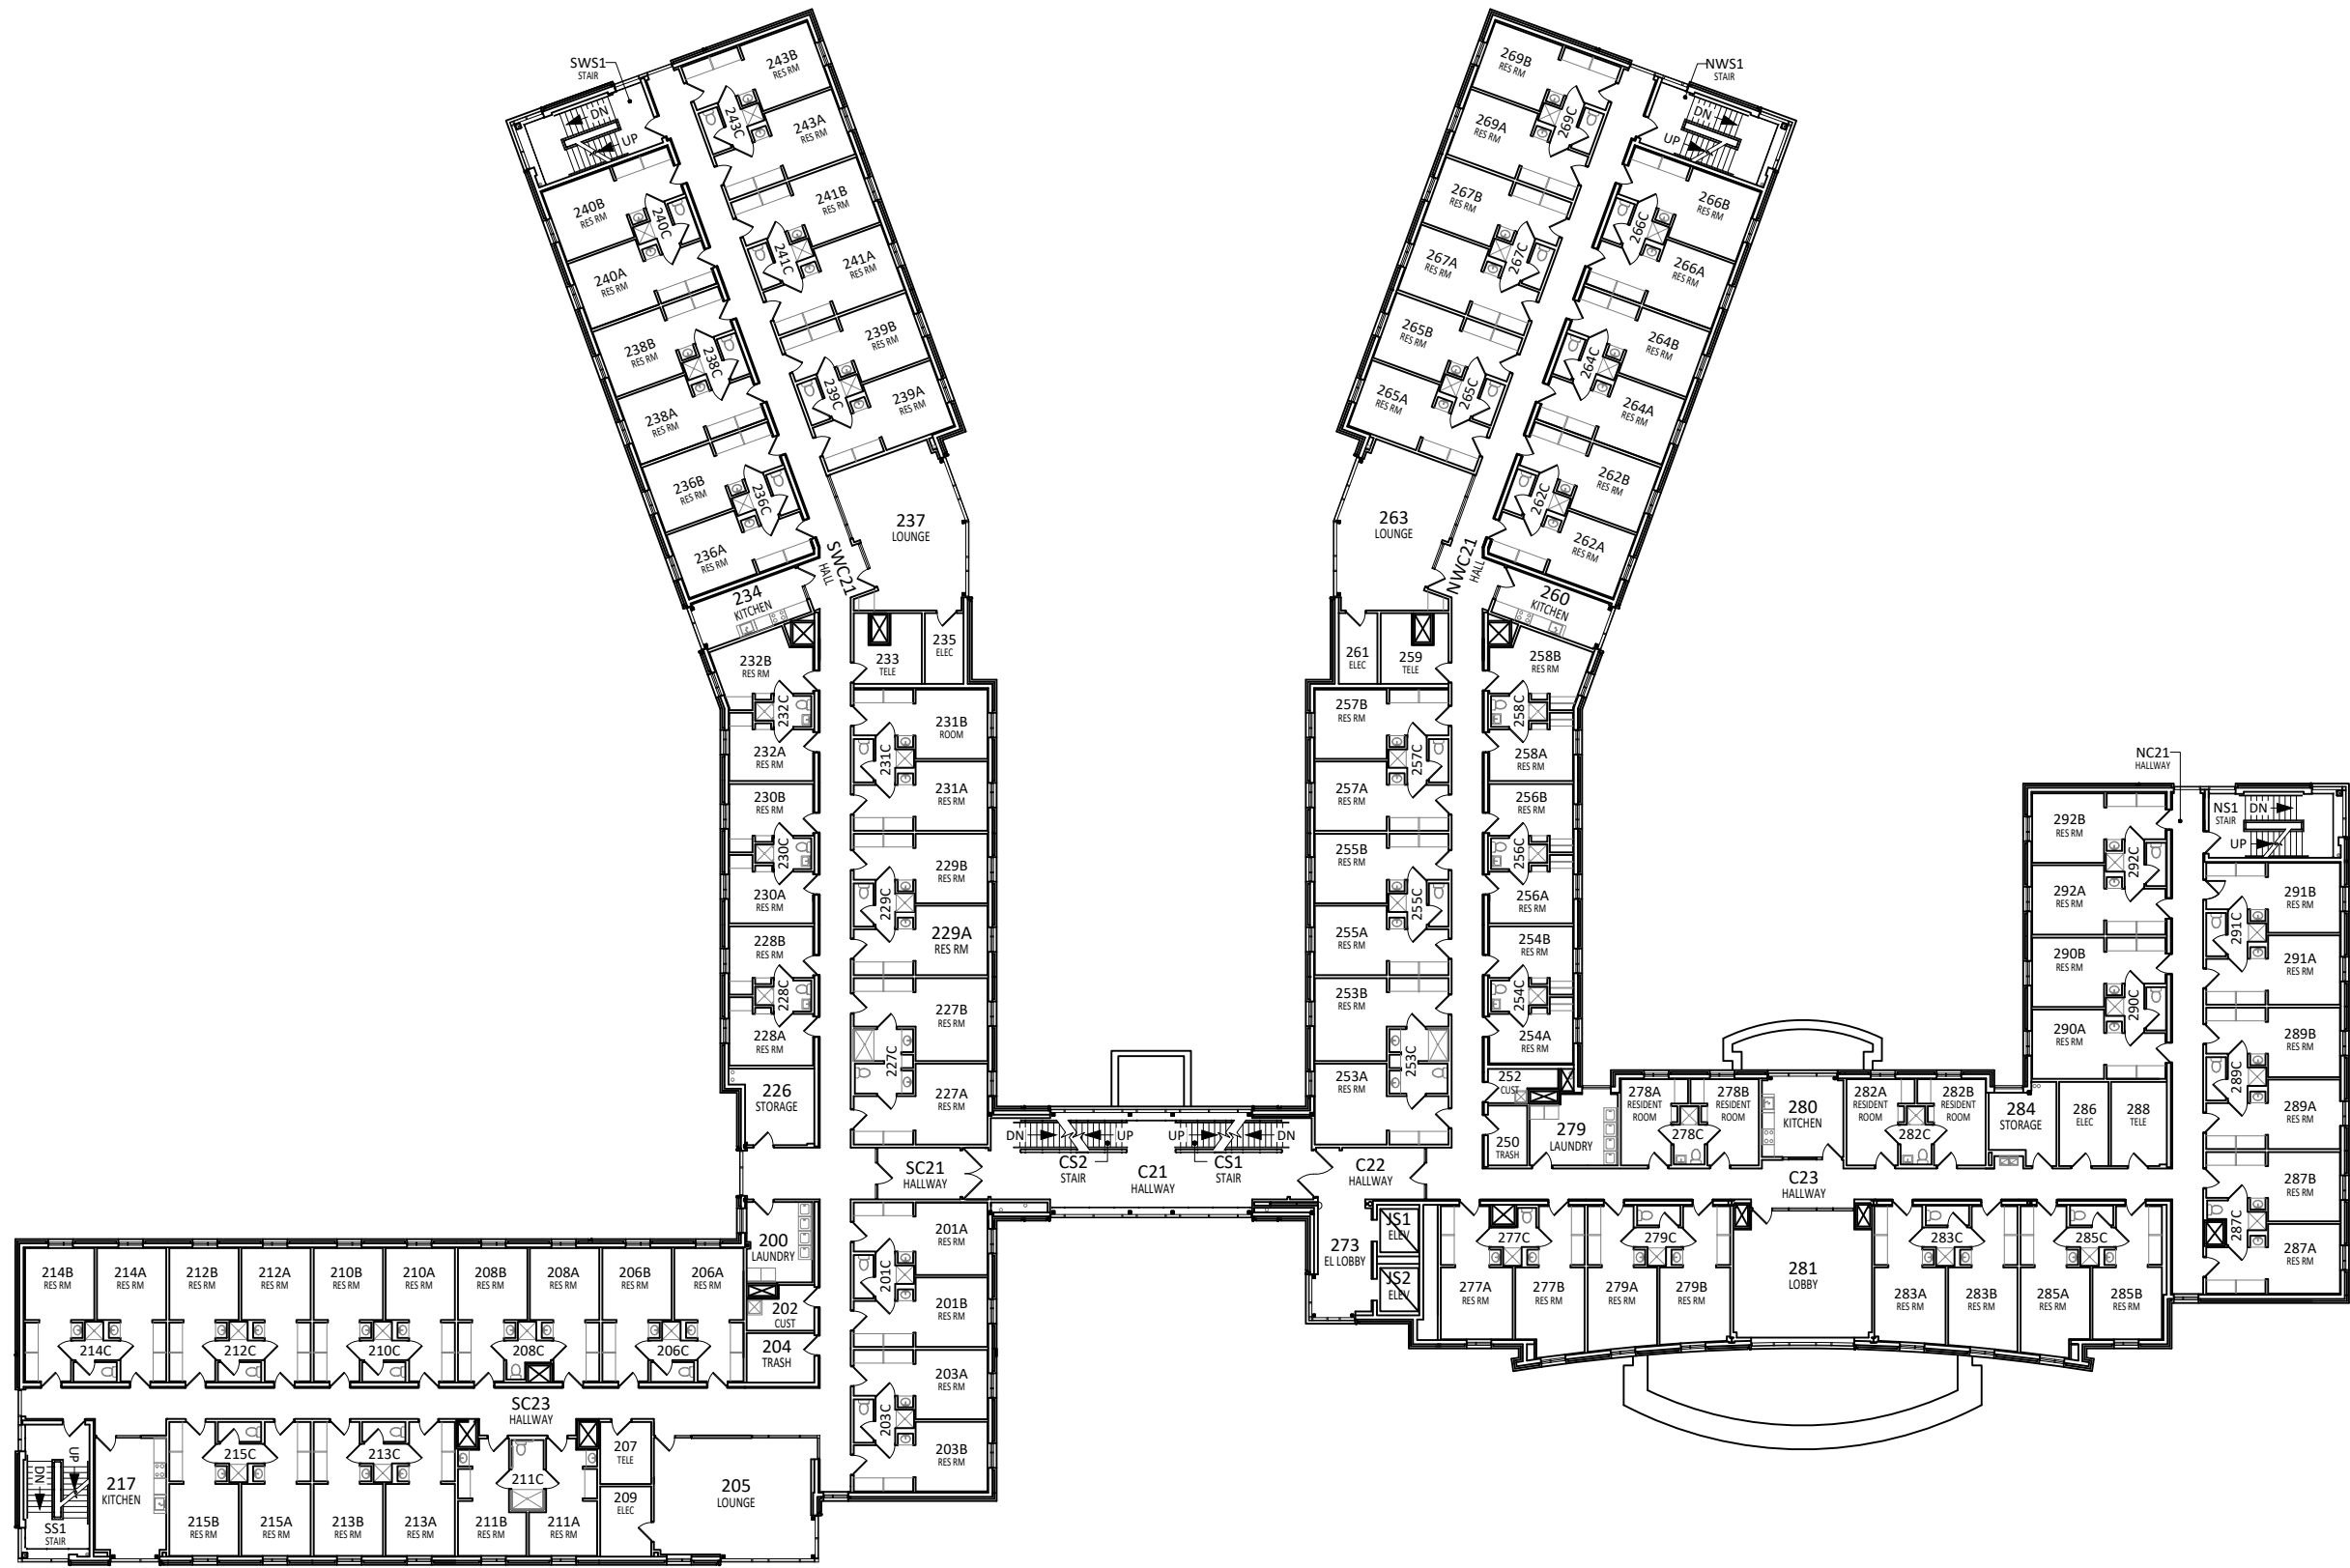 SWS1
STAIR
DN
UP
243B
RES RM
243C
243A
RES RM
240B
RES RM
240C
240A
RES RM
241B
RES RM
241C
241A
RES RM
238B
RES RM
238C
238A
RES RM
239B
RES RM
239C
239A
RES RM
236B
RES RM
236C
236A
RES RM
237
LOUNGE
SWC21
HALL
234
KITCHEN
235
ELEC
233
TELE
232B
RES RM
232C
232A
RES RM
231B
ROOM
231C
231A
RES RM
230B
RES RM
230C
230A
RES RM
229B
RES RM
229C
229A
RES RM
228B
RES RM
228C
228A
RES RM
227B
RES RM
227C
227A
RES RM
226
STORAGE
NWS1
STAIR
DN
UP
269B
RES RM
269C
269A
RES RM
267B
RES RM
267C
267A
RES RM
266B
RES RM
266C
266A
RES RM
265B
RES RM
265C
265A
RES RM
264B
RES RM
264C
264A
RES RM
262B
RES RM
262C
262A
RES RM
263
LOUNGE
NWC21
HALL
260
KITCHEN
261
ELEC
259
TELE
258B
RES RM
258C
258A
RES RM
257B
RES RM
257C
257A
RES RM
256B
RES RM
256C
256A
RES RM
255B
RES RM
255C
255A
RES RM
254B
RES RM
254C
254A
RES RM
253B
RES RM
253C
253A
RES RM
252
CUST
250
TRASH
279
LAUNDRY
SC21
HALLWAY
DN
UP
CS2
STAIR
C21
HALLWAY
UP
DN
CS1
STAIR
C22
HALLWAY
273
EL LOBBY
JS1
ELEV
JS2
ELEV
NC21
HALLWAY
NS1
STAIR
DN
UP
292B
RES RM
292C
292A
RES RM
291B
RES RM
291C
291A
RES RM
290B
RES RM
290C
290A
RES RM
289B
RES RM
289C
289A
RES RM
287B
RES RM
287C
287A
RES RM
278A
RESIDENT
ROOM
278C
278B
RESIDENT
ROOM
280
KITCHEN
282A
RESIDENT
ROOM
282C
282B
RESIDENT
ROOM
284
STORAGE
286
ELEC
288
TELE
C23
HALLWAY
277C
277A
RES RM
277B
RES RM
279C
279A
RES RM
279B
RES RM
281
LOBBY
283C
283A
RES RM
283B
RES RM
285C
285A
RES RM
285B
RES RM
200
LAUNDRY
202
CUST
204
TRASH
201A
RES RM
201C
201B
RES RM
203A
RES RM
203C
203B
RES RM
214B
RES RM
214A
RES RM
214C
212B
RES RM
212A
RES RM
212C
210B
RES RM
210A
RES RM
210C
208B
RES RM
208A
RES RM
208C
206B
RES RM
206A
RES RM
206C
SC23
HALLWAY
UP
DN
SS1
STAIR
217
KITCHEN
215C
215B
RES RM
215A
RES RM
213C
213B
RES RM
213A
RES RM
211C
211B
RES RM
211A
RES RM
207
TELE
209
ELEC
205
LOUNGE